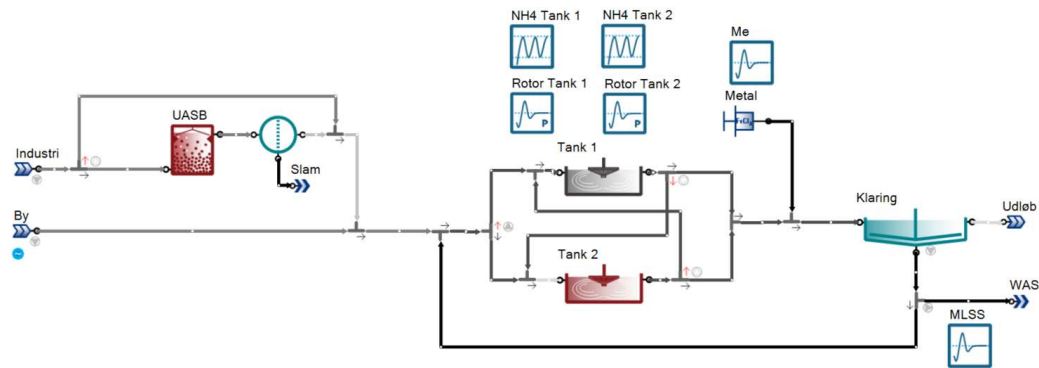 NH4 Tank 1
NH4 Tank 2
Me
Rotor Tank 1
Rotor Tank 2
P
P
Metal
UASB
FeCl3
Tank 1
Industri
Slam
Klaring
Udløb
By
Tank 2
WAS
MLSS